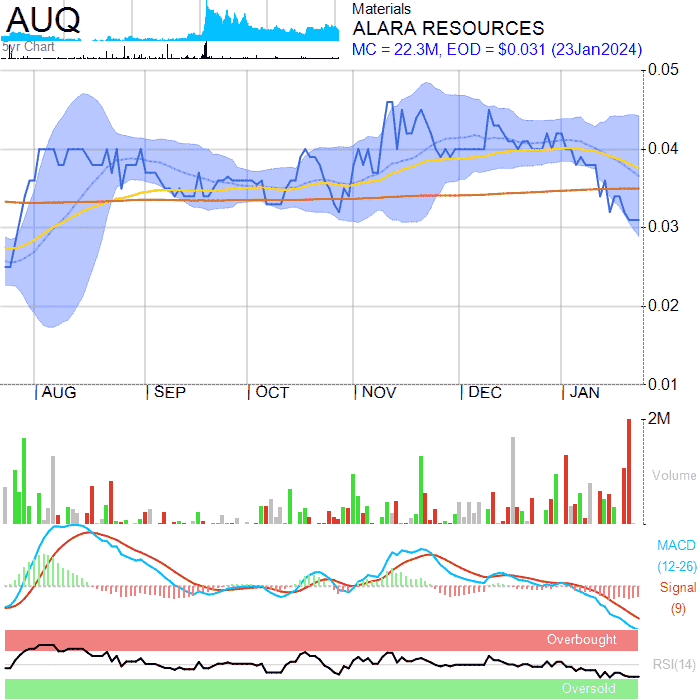 AUQ
5yr Chart
Materials
ALARA RESOURCES
MC = 22.3M, EOD = $0.031 (23Jan2024)
0.05
0.04
0.03
0.02
0.01
AUG SEP OCT NOV DEC JAN
2M
Volume
MACD
(12-26)
Signal
(9)
Overbought
RSI(14)
Oversold